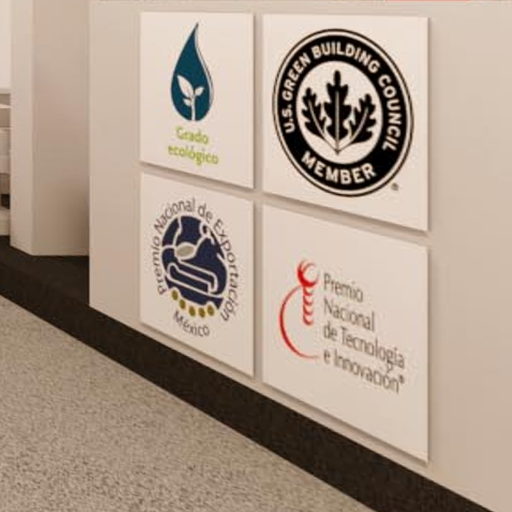 Grado
ecológico
U.S. GREEN BUILDING COUNCIL
MEMBER
®
Premio Nacional de Exportación
México
Premio
Nacional
de Tecnología
e Innovación®